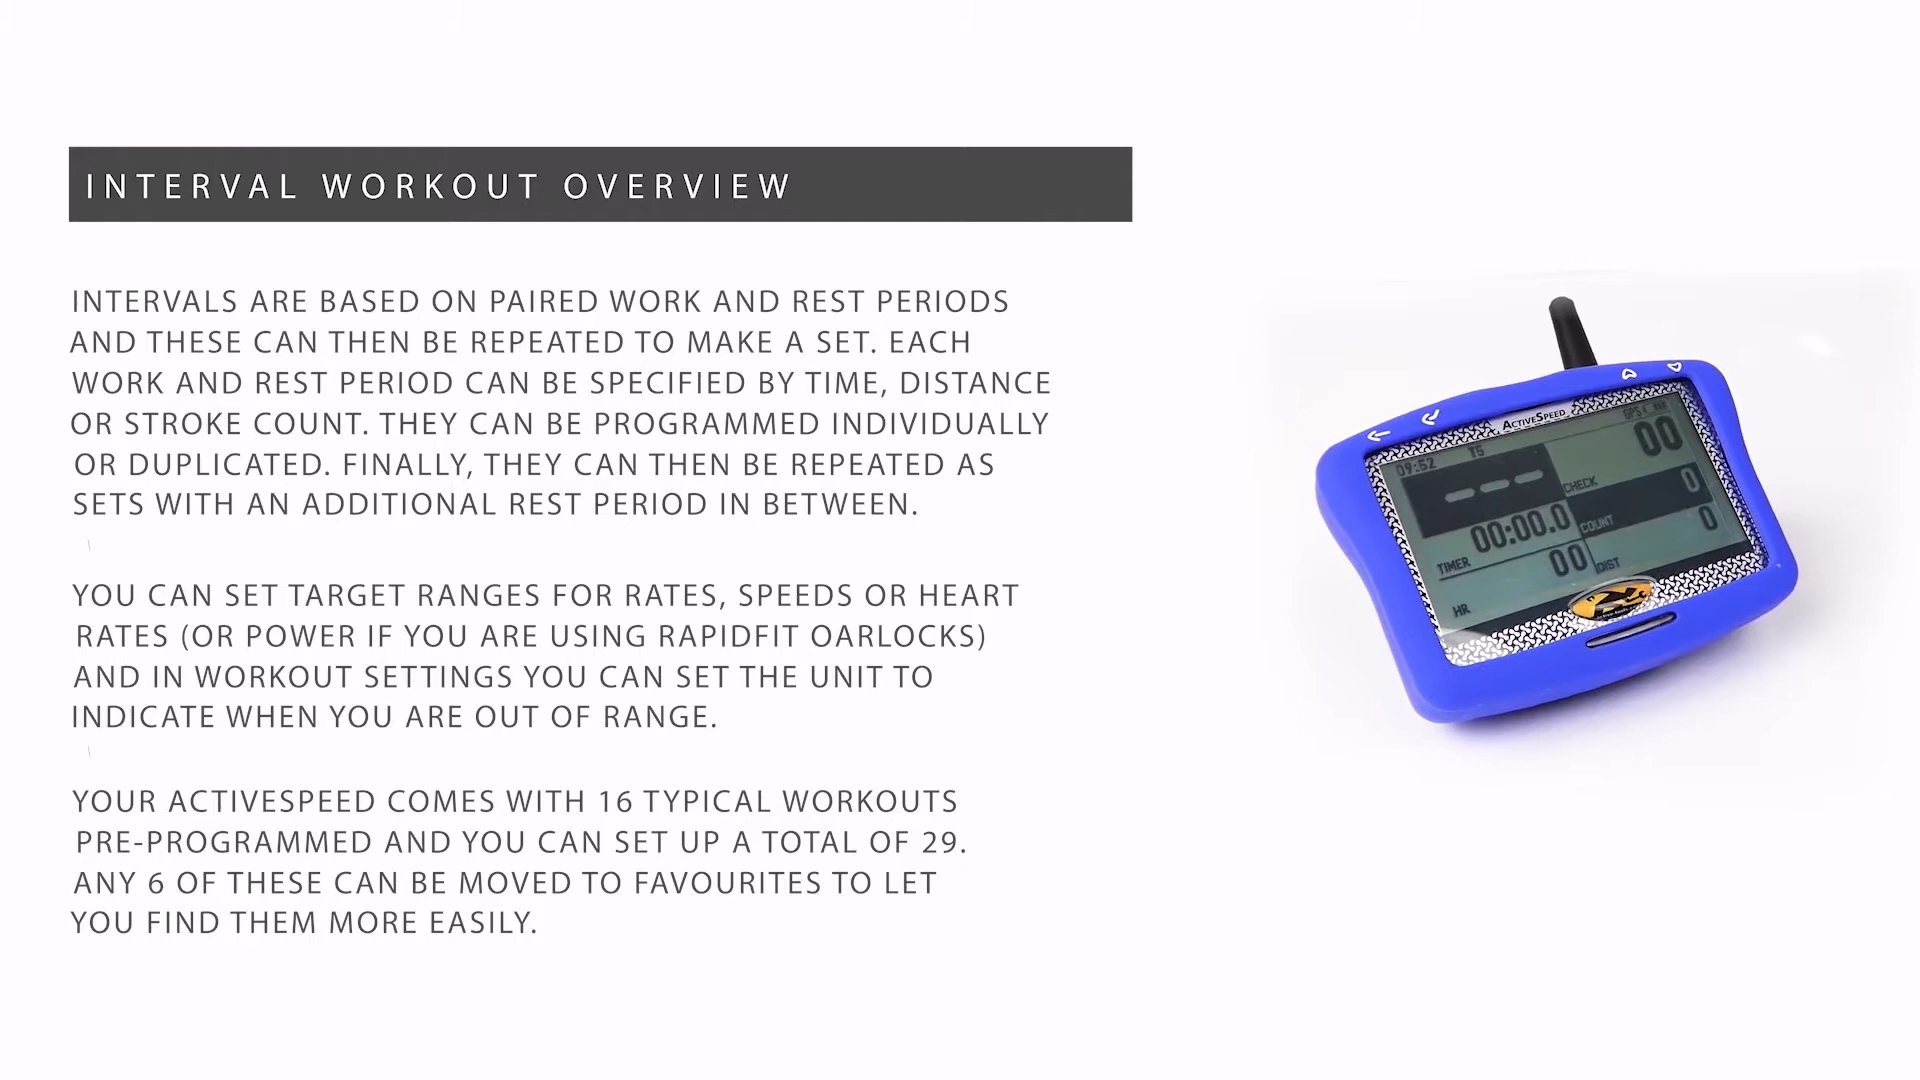 INTERVAL WORKOUT OVERVIEW
INTERVALS ARE BASED ON PAIRED WORK AND REST PERIODS
AND THESE CAN THEN BE REPEATED TO MAKE A SET. EACH
WORK AND REST PERIOD CAN BE SPECIFIED BY TIME, DISTANCE
OR STROKE COUNT. THEY CAN BE PROGRAMMED INDIVIDUALLY
OR DUPLICATED. FINALLY, THEY CAN THEN BE REPEATED AS
SETS WITH AN ADDITIONAL REST PERIOD IN BETWEEN.
\
YOU CAN SET TARGET RANGES FOR RATES, SPEEDS OR HEART
RATES (OR POWER IF YOU ARE USING RAPIDFIT OARLOCKS)
AND IN WORKOUT SETTINGS YOU CAN SET THE UNIT TO
INDICATE WHEN YOU ARE OUT OF RANGE.
\
YOUR ACTIVESPEED COMES WITH 16 TYPICAL WORKOUTS
PRE-PROGRAMMED AND YOU CAN SET UP A TOTAL OF 29.
ANY 6 OF THESE CAN BE MOVED TO FAVOURITES TO LET
YOU FIND THEM MORE EASILY.
ACTIVESPEED
09:52 T5
00
--- CHECK 0
00:00.0 COUNT 0
TIMER
00 DIST
HR